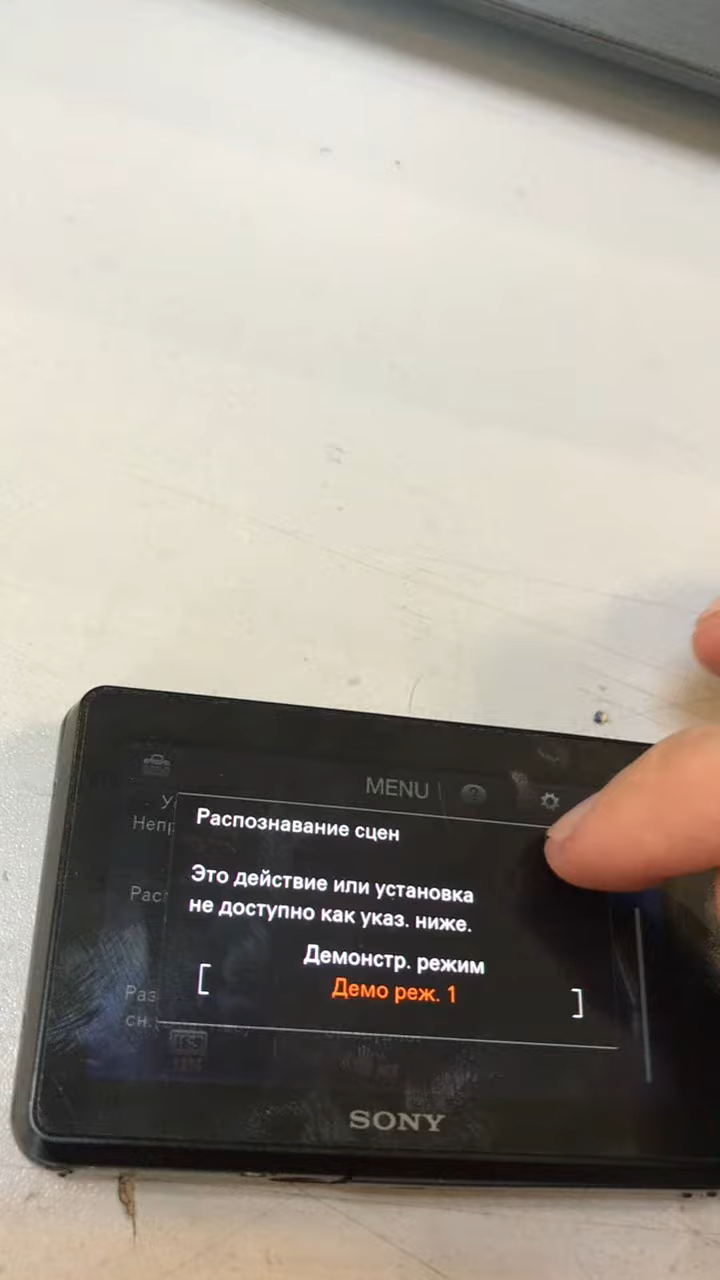 MENU ?
Распознавание сцен
Это действие или установка
не доступно как указ. ниже.
Демонстр. режим
[ Демо реж. 1 ]
SONY